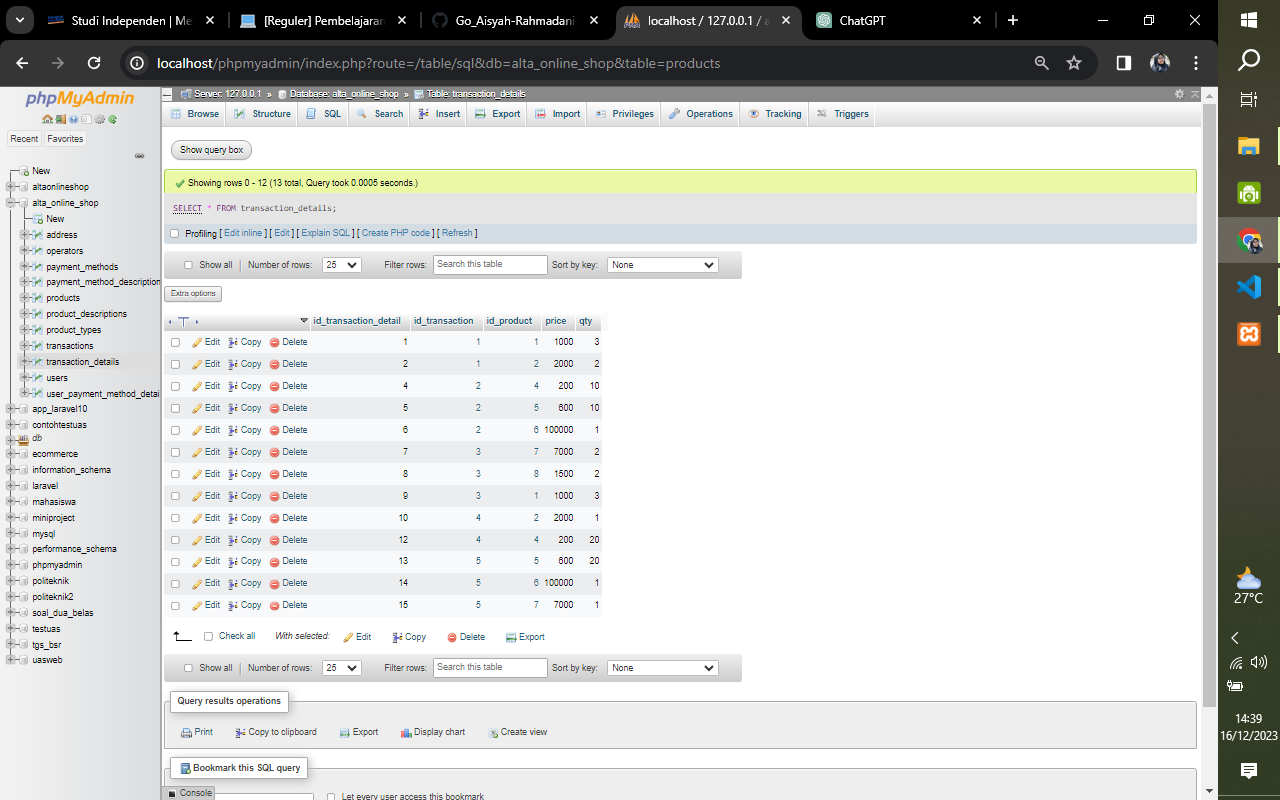 Studi Independen | Me
[Reguler] Pembelajaran
Go_Aisyah-Rahmadani-
localhost / 127.0.0.1 / a
ChatGPT
localhost/phpmyadmin/index.php?route=/table/sql&db=alta_online_shop&table=products
phpMyAdmin
Recent Favorites
New
altaonlineshop
alta_online_shop
New
address
operators
payment_methods
payment_method_description
products
product_descriptions
product_types
transactions
transaction_details
users
user_payment_method_detai
app_laravel10
contohtestuas
db
ecommerce
information_schema
laravel
mahasiswa
miniproject
mysql
performance_schema
phpmyadmin
politeknik
politeknik2
soal_dua_belas
testuas
tgs_bsr
uasweb
Server: 127.0.0.1 » Database: alta_online_shop » Table: transaction_details
Browse Structure SQL Search Insert Export Import Privileges Operations Tracking Triggers
Show query box
Showing rows 0 - 12 (13 total, Query took 0.0005 seconds.)
SELECT * FROM transaction_details;
Profiling [ Edit inline ] [ Edit ] [ Explain SQL ] [ Create PHP code ] [ Refresh ]
Show all | Number of rows: 25 Filter rows: Search this table Sort by key: None
Extra options
id_transaction_detail id_transaction id_product price qty
Edit Copy Delete 1 1 1 1000 3
Edit Copy Delete 2 1 2 2000 2
Edit Copy Delete 4 2 4 200 10
Edit Copy Delete 5 2 5 600 10
Edit Copy Delete 6 2 6 100000 1
Edit Copy Delete 7 3 7 7000 2
Edit Copy Delete 8 3 8 1500 2
Edit Copy Delete 9 3 1 1000 3
Edit Copy Delete 10 4 2 2000 1
Edit Copy Delete 12 4 4 200 20
Edit Copy Delete 13 5 5 600 20
Edit Copy Delete 14 5 6 100000 1
Edit Copy Delete 15 5 7 7000 1
Check all With selected: Edit Copy Delete Export
Show all | Number of rows: 25 Filter rows: Search this table Sort by key: None
Query results operations
Print Copy to clipboard Export Display chart Create view
Bookmark this SQL query
Console
Let every user access this bookmark
27°C
14:39
16/12/2023